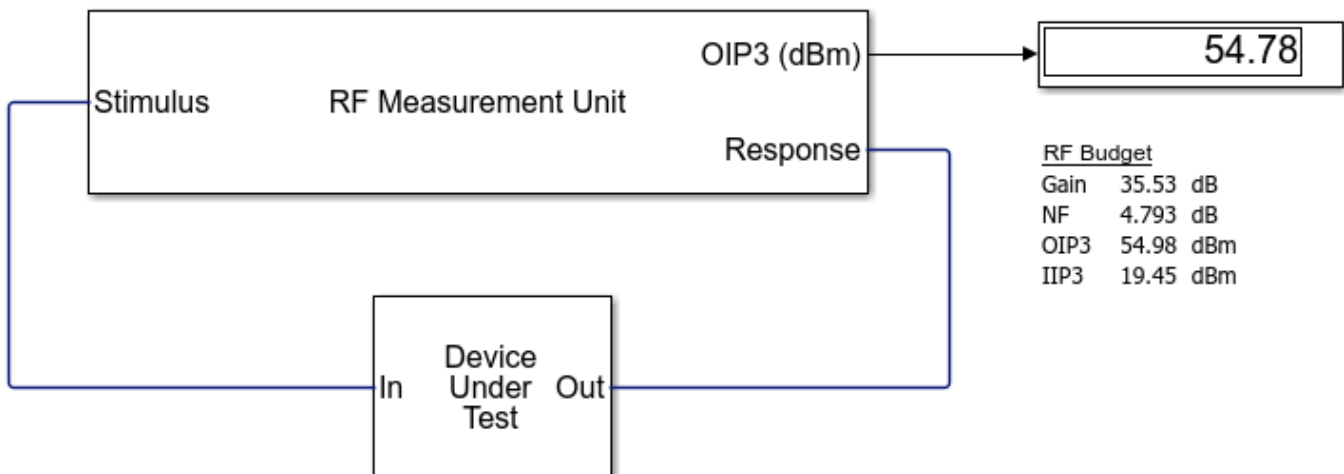 OIP3 (dBm)
54.78
Stimulus
RF Measurement Unit
Response
RF Budget
Gain 35.53 dB
NF 4.793 dB
OIP3 54.98 dBm
IIP3 19.45 dBm
In
Device
Under
Test
Out